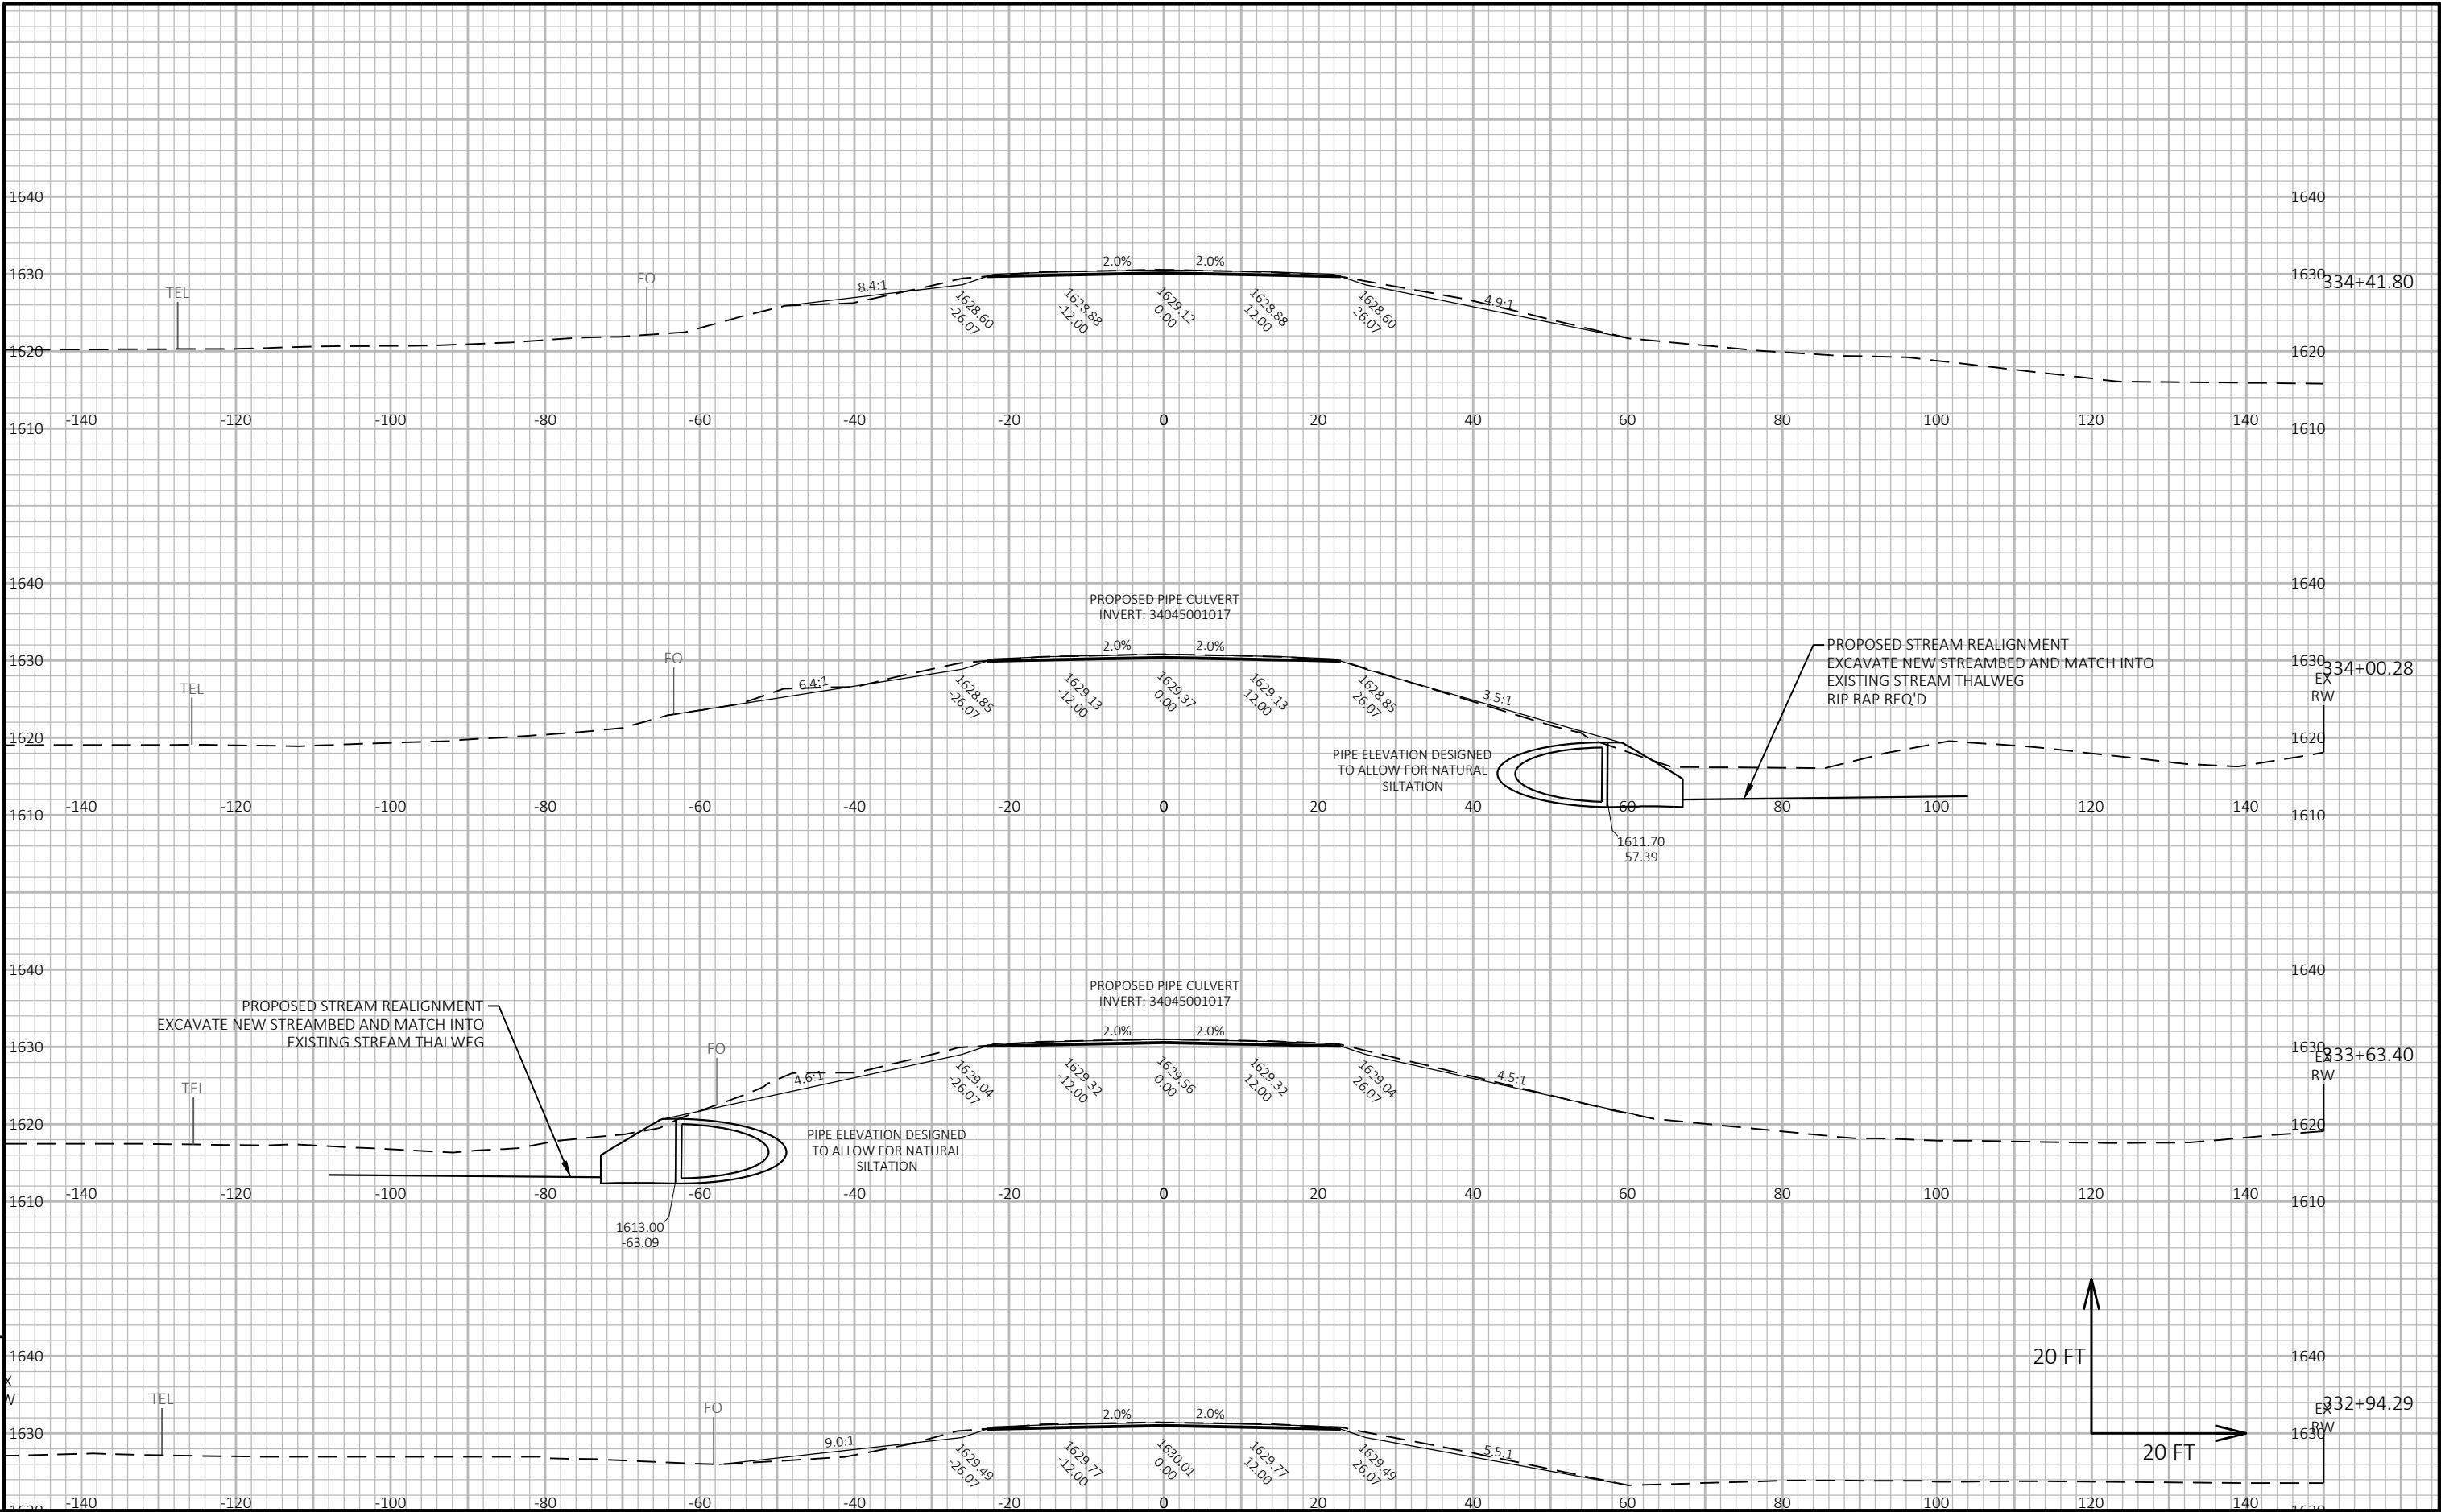 1640
1640
1630
1630
334+41.80
TEL
FO
8.4:1
2.0%
2.0%
4.9:1
1628.60
-26.07
1628.88
-12.00
1629.12
0.00
1628.88
12.00
1628.60
26.07
1620
1620
-140 -120 -100 -80 -60 -40 -20 0 20 40 60 80 100 120 140
1610
1610
1640
1640
PROPOSED PIPE CULVERT
INVERT: 34045001017
1630
1630
334+00.28
EX
RW
TEL
FO
6.4:1
2.0%
2.0%
3.5:1
PROPOSED STREAM REALIGNMENT
EXCAVATE NEW STREAMBED AND MATCH INTO
EXISTING STREAM THALWEG
RIP RAP REQ'D
1628.85
-26.07
1629.13
-12.00
1629.37
0.00
1629.13
12.00
1628.85
26.07
1620
1620
PIPE ELEVATION DESIGNED
TO ALLOW FOR NATURAL
SILTATION
-140 -120 -100 -80 -60 -40 -20 0 20 40 60 80 100 120 140
1610
1610
1611.70
57.39
1640
1640
PROPOSED PIPE CULVERT
INVERT: 34045001017
PROPOSED STREAM REALIGNMENT
EXCAVATE NEW STREAMBED AND MATCH INTO
EXISTING STREAM THALWEG
1630
1630
333+63.40
EX
RW
TEL
FO
4.6:1
2.0%
2.0%
4.5:1
1629.04
-26.07
1629.32
-12.00
1629.56
0.00
1629.32
12.00
1629.04
26.07
1620
1620
PIPE ELEVATION DESIGNED
TO ALLOW FOR NATURAL
SILTATION
-140 -120 -100 -80 -60 -40 -20 0 20 40 60 80 100 120 140
1610
1610
1613.00
-63.09
1640
1640
20 FT
20 FT
332+94.29
EX
RW
TEL
FO
1630
1630
9.0:1
2.0%
2.0%
5.5:1
1629.49
-26.07
1629.77
-12.00
1630.01
0.00
1629.77
12.00
1629.49
26.07
-140 -120 -100 -80 -60 -40 -20 0 20 40 60 80 100 120 140